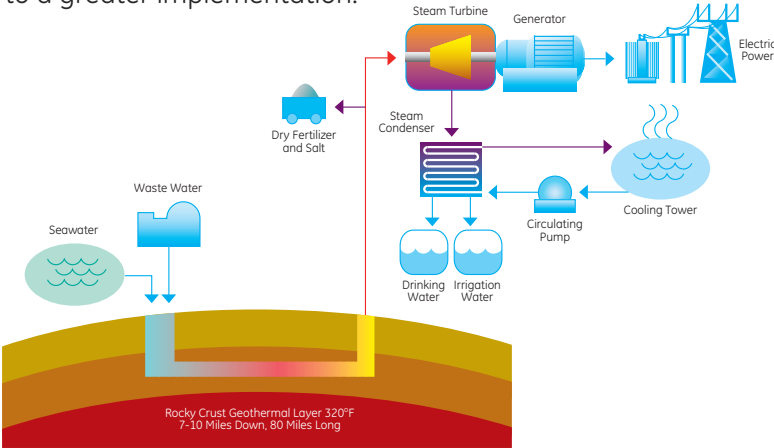 to a greater implementation.
Steam Turbine
Generator
Electric
Power
Steam
Condenser
Dry Fertilizer
and Salt
Waste Water
Cooling Tower
Circulating
Pump
Seawater
Drinking
Water
Irrigation
Water
Rocky Crust Geothermal Layer 320°F
7-10 Miles Down, 80 Miles Long